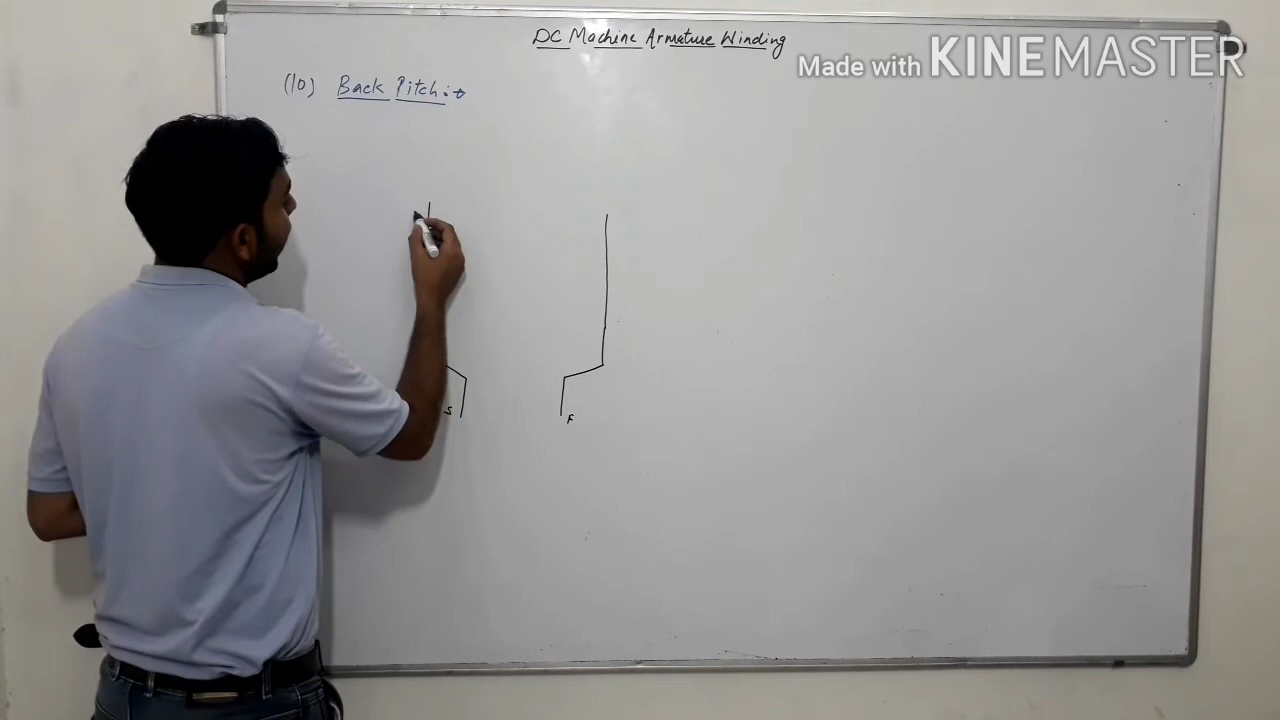 DC Machine Armature Winding
Made with KINEMASTER
(10) Back Pitch:→
S
F